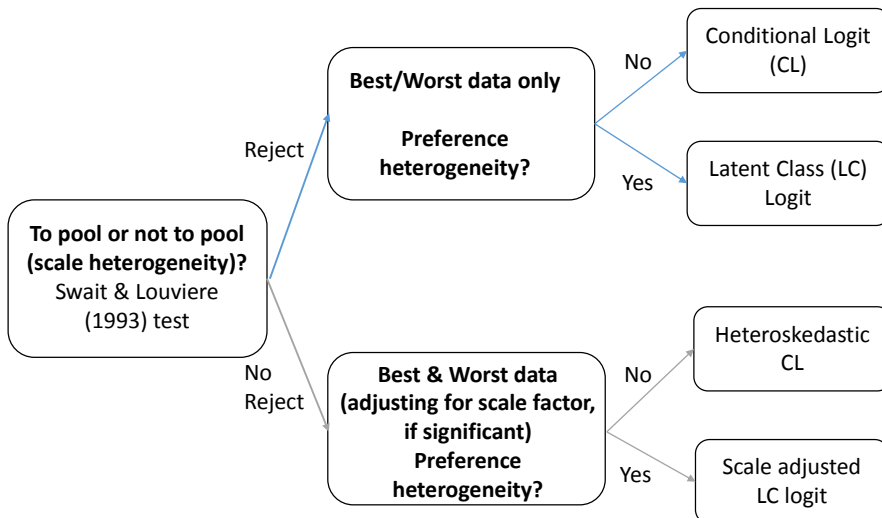 To pool or not to pool
(scale heterogeneity)?
Swait & Louviere
(1993) test
Reject
Best/Worst data only
Preference
heterogeneity?
No
Conditional Logit
(CL)
Yes
Latent Class (LC)
Logit
No
Reject
Best & Worst data
(adjusting for scale factor,
if significant)
Preference
heterogeneity?
No
Heteroskedastic
CL
Yes
Scale adjusted
LC logit